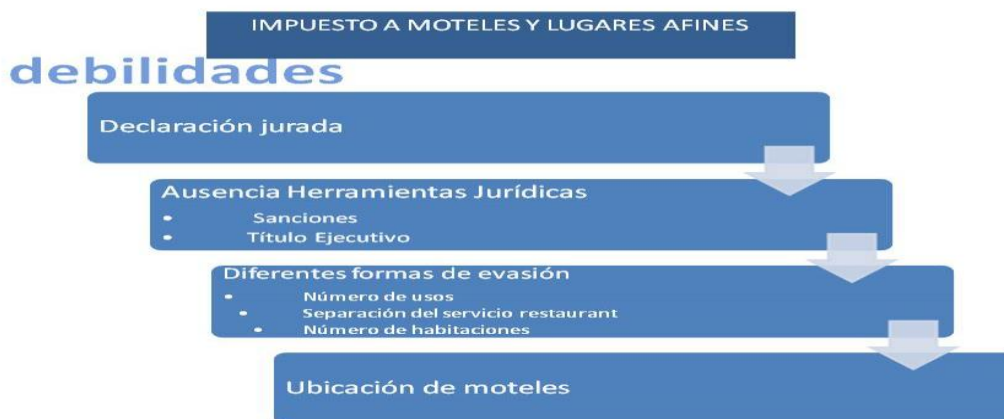 IMPUESTO A MOTELES Y LUGARES AFINES
debilidades
Declaración jurada
Ausencia Herramientas Jurídicas
• Sanciones
• Título Ejecutivo
Diferentes formas de evasión
• Número de usos
• Separación del servicio restaurant
• Número de habitaciones
Ubicación de moteles